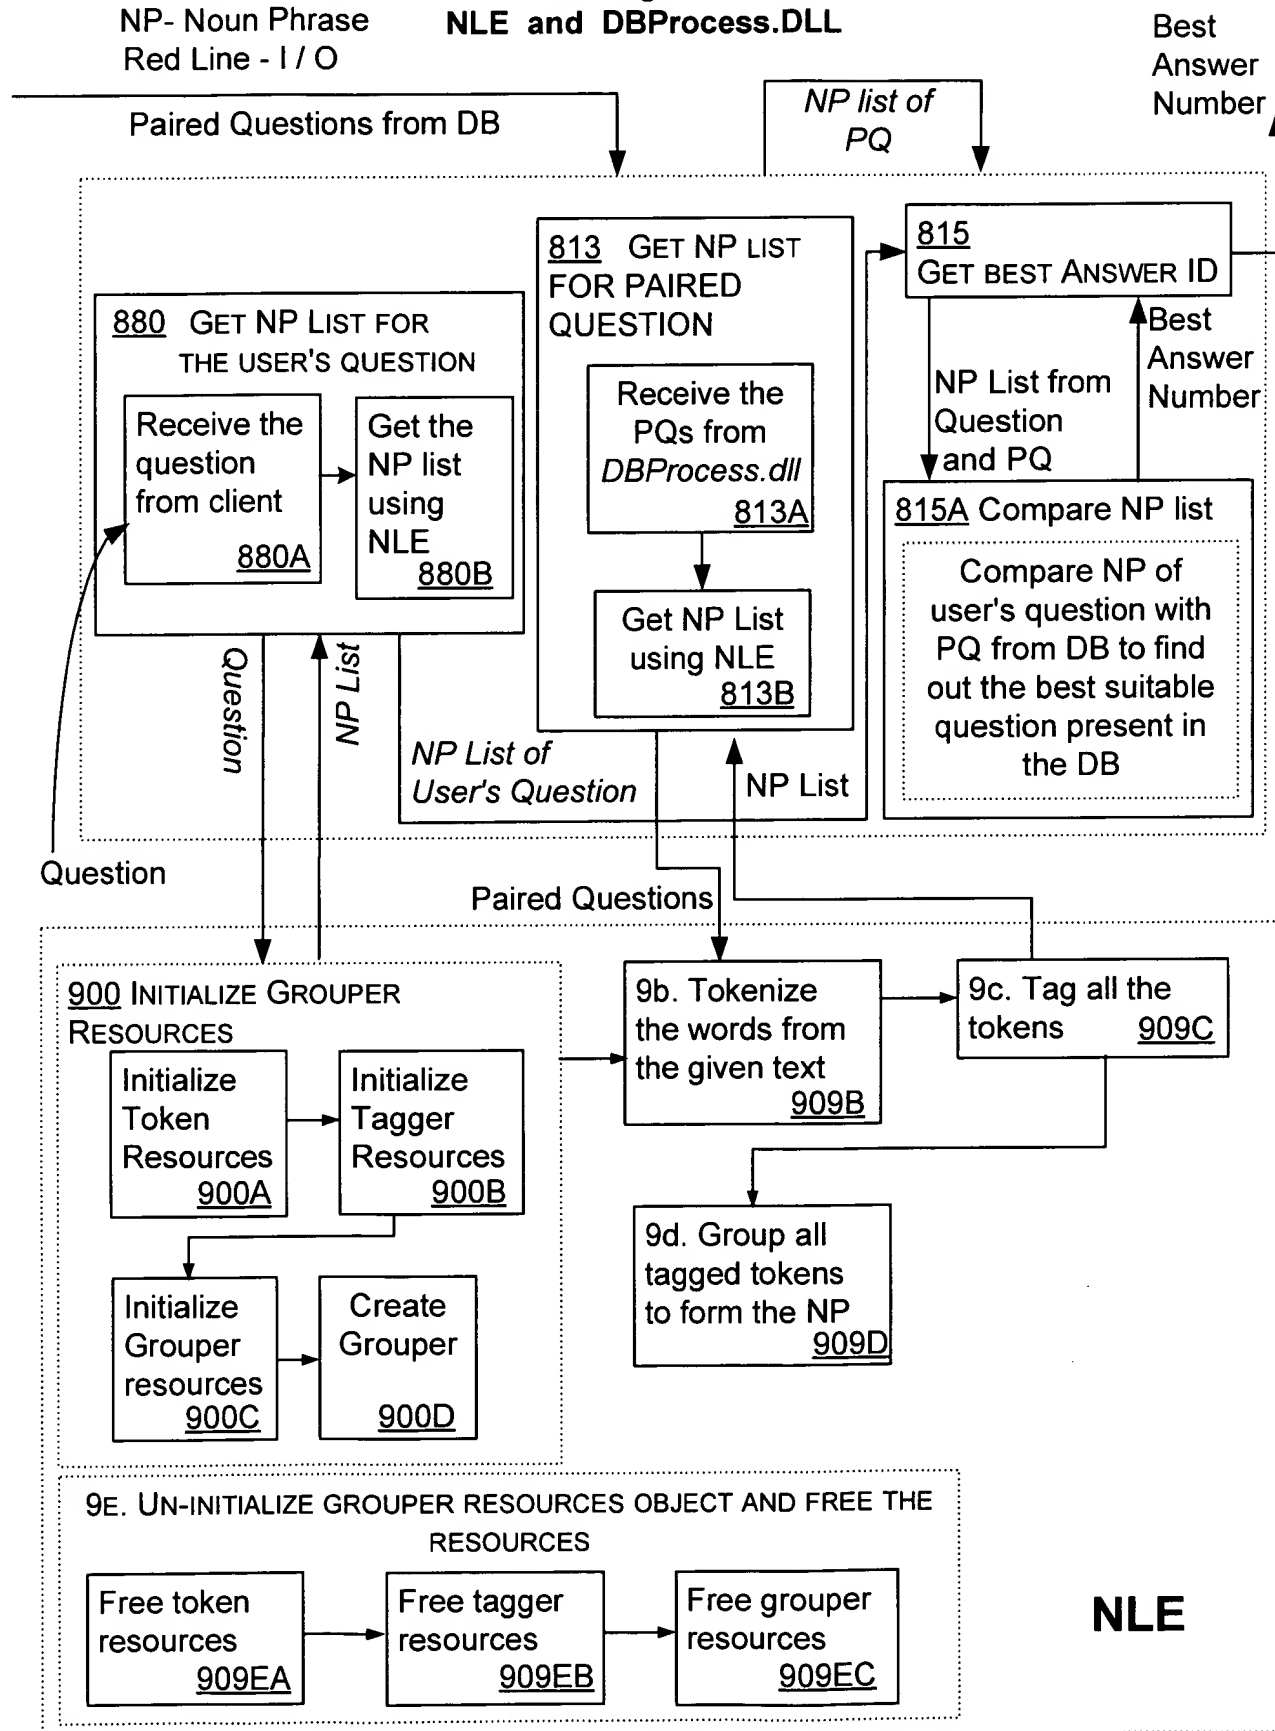 NP- Noun Phrase
Red Line - I / O
NLE and DBProcess.DLL
Best
Answer
Number
Paired Questions from DB
NP list of
PQ
880 GET NP LIST FOR
THE USER'S QUESTION
Receive the
question
from client
880A
Get the
NP list
using
NLE
880B
813 GET NP LIST
FOR PAIRED
QUESTION
Receive the
PQs from
DBProcess.dll
813A
Get NP List
using NLE
813B
815
GET BEST ANSWER ID
NP List from
Question
and PQ
Best
Answer
Number
815A Compare NP list
Compare NP of
user's question with
PQ from DB to find
out the best suitable
question present in
the DB
Question
NP List
NP List of
User's Question
NP List
Question
Paired Questions
900 INITIALIZE GROUPER
RESOURCES
Initialize
Token
Resources
900A
Initialize
Tagger
Resources
900B
Initialize
Grouper
resources
900C
Create
Grouper
900D
9b. Tokenize
the words from
the given text
909B
9c. Tag all the
tokens 909C
9d. Group all
tagged tokens
to form the NP
909D
9E. UN-INITIALIZE GROUPER RESOURCES OBJECT AND FREE THE
RESOURCES
Free token
resources
909EA
Free tagger
resources
909EB
Free grouper
resources
909EC
NLE